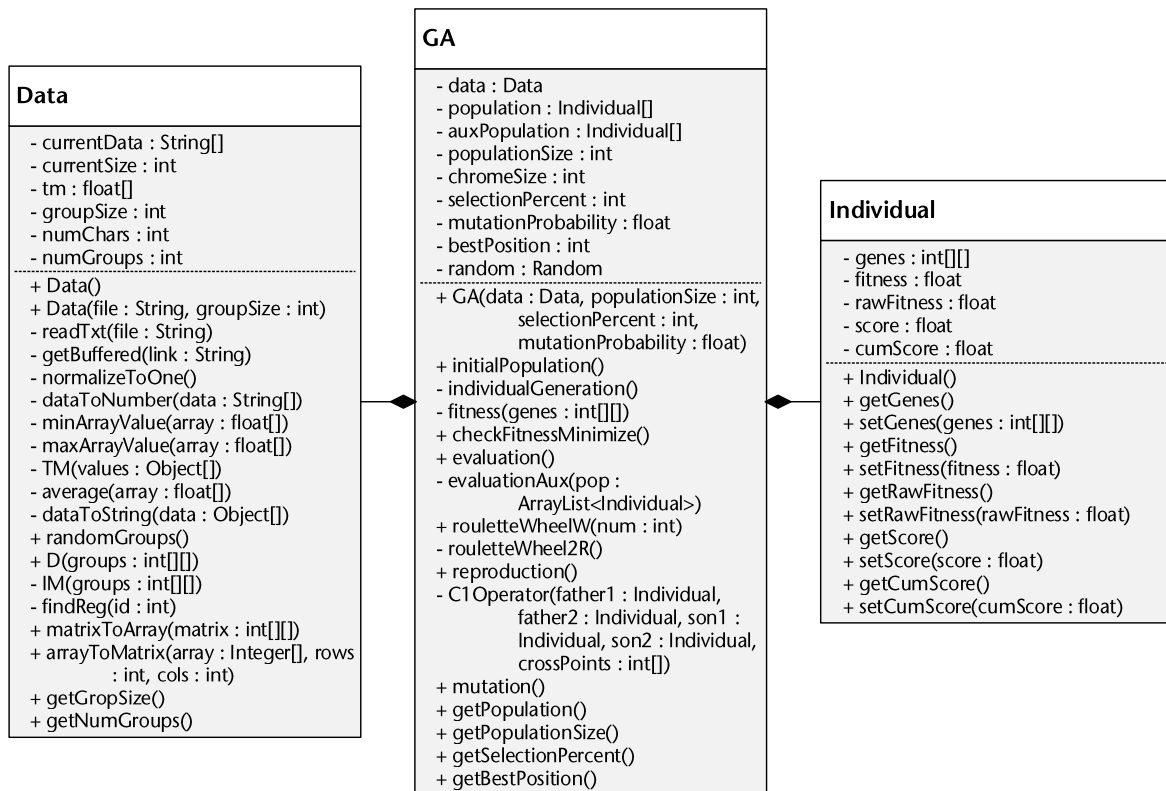 Data
- currentData : String[]
- currentSize : int
- tm : float[]
- groupSize : int
- numChars : int
- numGroups : int
+ Data()
+ Data(file : String, groupSize : int)
- readTxt(file : String)
- getBuffered(link : String)
- normalizeToOne()
- dataToNumber(data : String[])
- minArrayValue(array : float[])
- maxArrayValue(array : float[])
- TM(values : Object[])
- average(array : float[])
- dataToString(data : Object[])
+ randomGroups()
+ D(groups : int[][])
- IM(groups : int[][])
- findReg(id : int)
+ matrixToArray(matrix : int[][])
+ arrayToMatrix(array : Integer[], rows
: int, cols : int)
+ getGropSize()
+ getNumGroups()
GA
- data : Data
- population : Individual[]
- auxPopulation : Individual[]
- populationSize : int
- chromeSize : int
- selectionPercent : int
- mutationProbability : float
- bestPosition : int
- random : Random
+ GA(data : Data, populationSize : int,
selectionPercent : int,
mutationProbability : float)
+ initialPopulation()
- individualGeneration()
- fitness(genes : int[][])
+ checkFitnessMinimize()
+ evaluation()
- evaluationAux(pop :
ArrayList<Individual>)
+ rouletteWheelW(num : int)
- rouletteWheel2R()
+ reproduction()
- C1Operator(father1 : Individual,
father2 : Individual, son1 :
Individual, son2 : Individual,
crossPoints : int[])
+ mutation()
+ getPopulation()
+ getPopulationSize()
+ getSelectionPercent()
+ getBestPosition()
Individual
- genes : int[][]
- fitness : float
- rawFitness : float
- score : float
- cumScore : float
+ Individual()
+ getGenes()
+ setGenes(genes : int[][])
+ getFitness()
+ setFitness(fitness : float)
+ getRawFitness()
+ setRawFitness(rawFitness : float)
+ getScore()
+ setScore(score : float)
+ getCumScore()
+ setCumScore(cumScore : float)